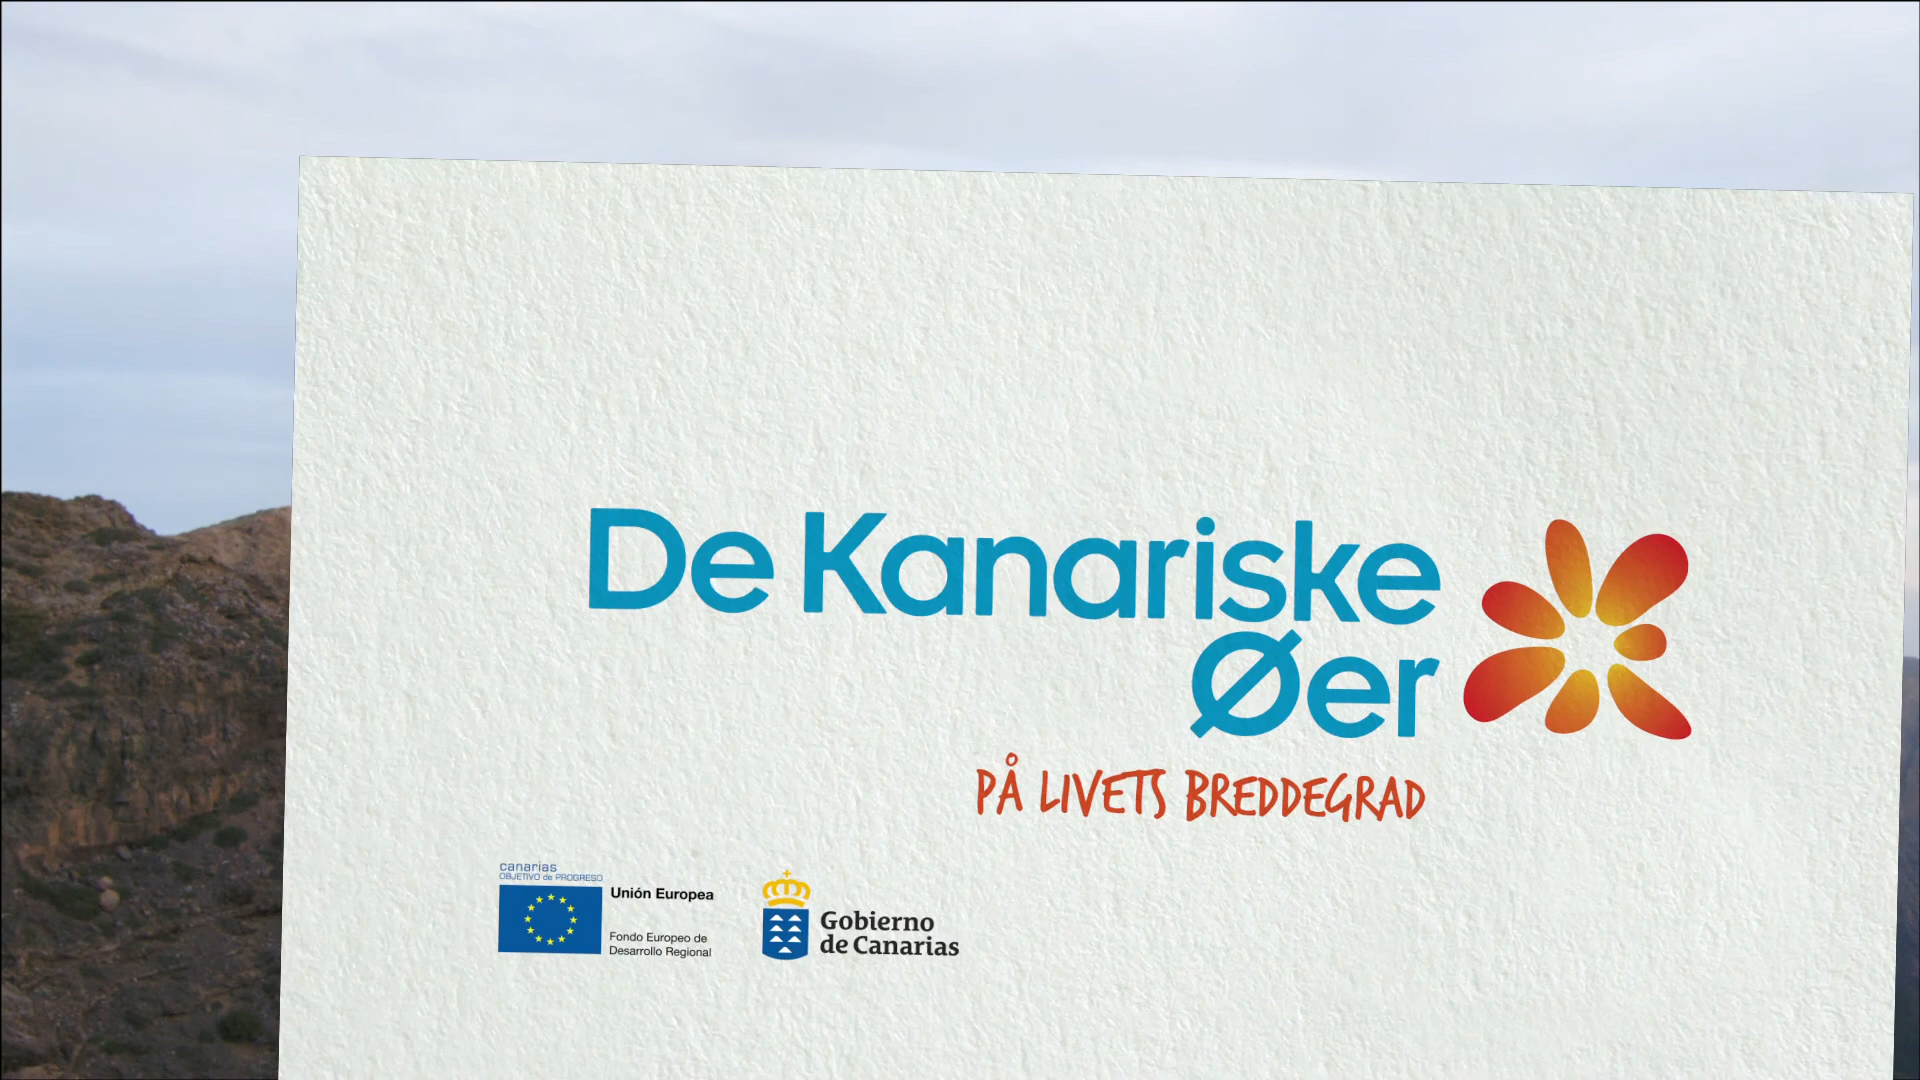 De Kanariske
Øer
PÅ LIVETS BREDDEGRAD
canarias
OBJETIVO de PROGRESO
Unión Europea
Fondo Europeo de
Desarrollo Regional
Gobierno
de Canarias